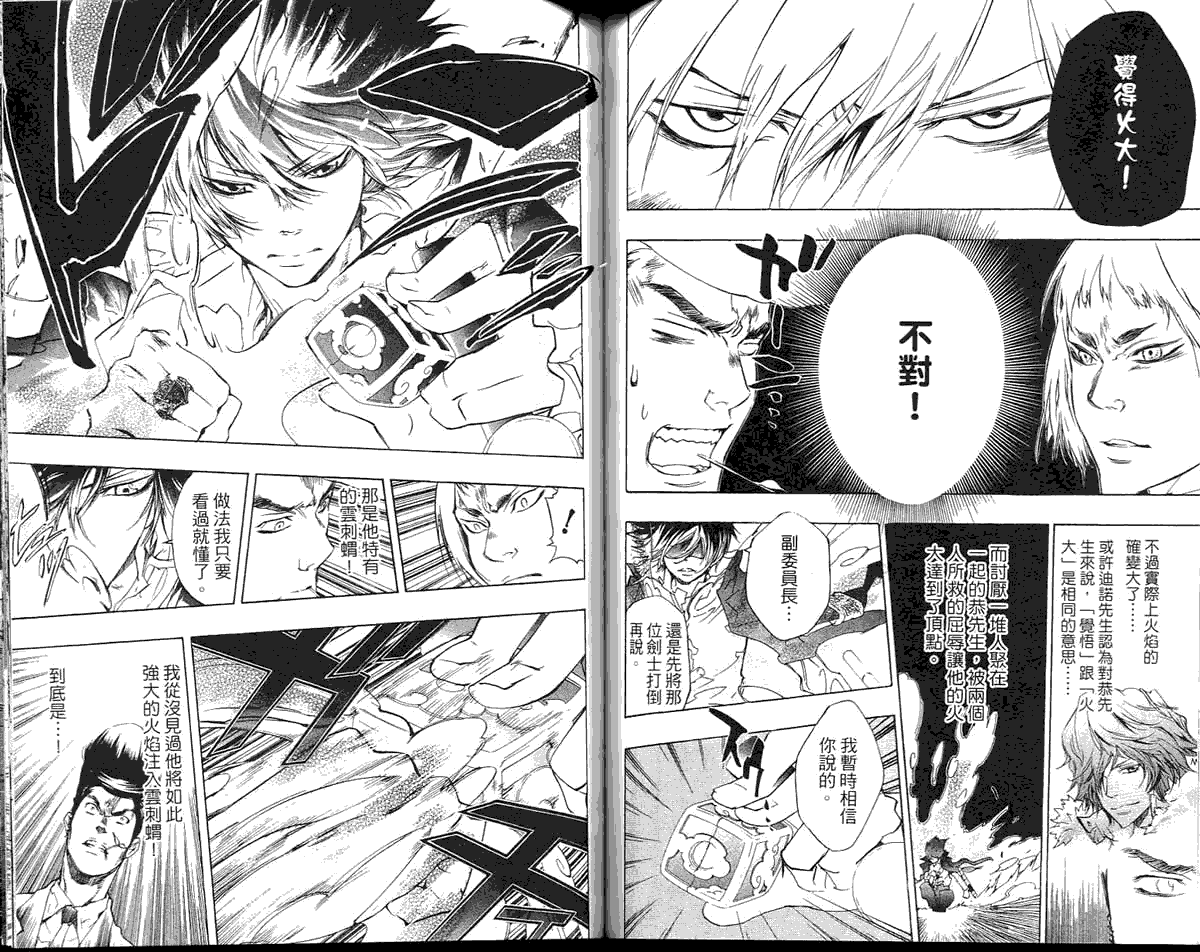 覺得火大！
不對！
ガッ
不過實際上火焰的
確變大了……
或許迪諾先生認為對恭先
生來說，「覺悟」跟「火
大」是相同的意思……
而討厭一堆人聚在
一起的恭先生，被兩個
人所救的屈辱讓他的火
大達到了頂點。
副委員長…
還是先將那
位劍士打倒
再說。
我暫時相信
你說的。
スッ
！
那是他特有
的雲刺蝟！
做法我只要
看過就懂了。
我從沒見過他將如此
強大的火焰注入雲刺蝟！
到底是…！